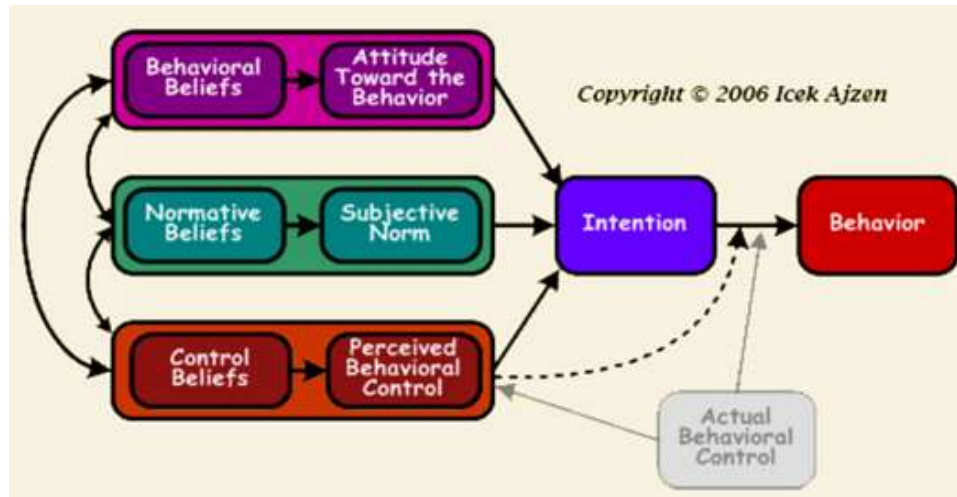 Behavioral
Beliefs
Attitude
Toward the
Behavior
Copyright © 2006 Icek Ajzen
Normative
Beliefs
Subjective
Norm
Intention
Behavior
Control
Beliefs
Perceived
Behavioral
Control
Actual
Behavioral
Control